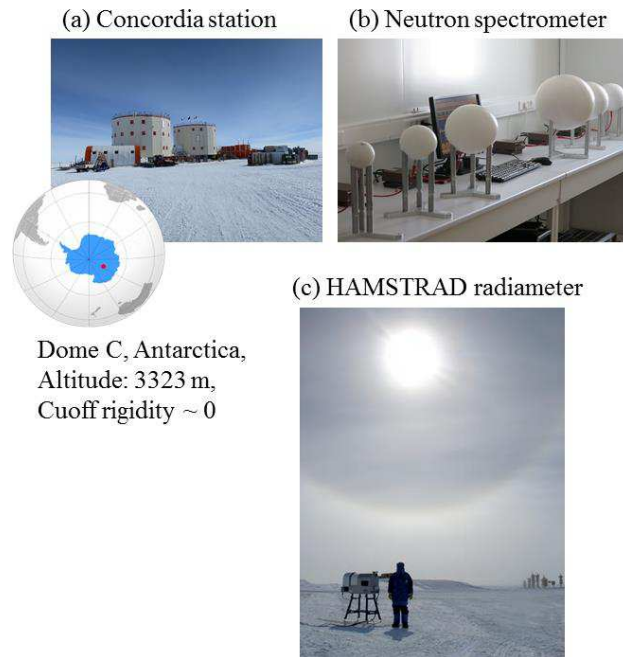 (a) Concordia station
(b) Neutron spectrometer
(c) HAMSTRAD radiameter
Dome C, Antarctica,
Altitude: 3323 m,
Cuoff rigidity ~ 0